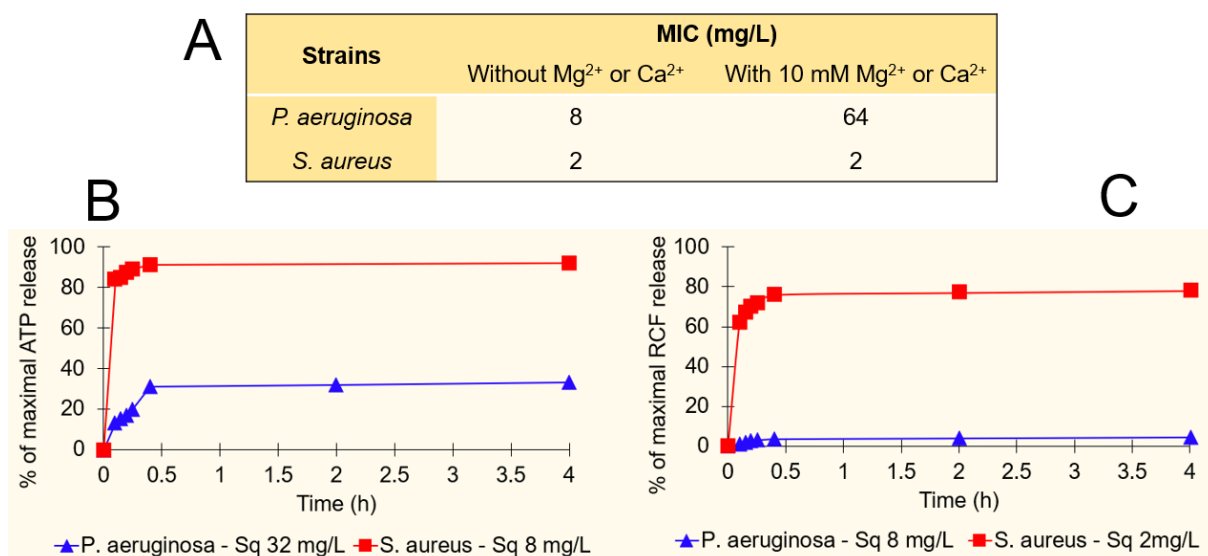 A
Strains
MIC (mg/L)
Without Mg²⁺ or Ca²⁺
With 10 mM Mg²⁺ or Ca²⁺
P. aeruginosa
8
64
S. aureus
2
2
B
% of maximal ATP release
100
80
60
40
20
0
0 0.5 1 1.5 2 2.5 3 3.5 4
Time (h)
P. aeruginosa - Sq 32 mg/L S. aureus - Sq 8 mg/L
C
% of maximal RCF release
100
80
60
40
20
0
0 0.5 1 1.5 2 2.5 3 3.5 4
Time (h)
P. aeruginosa - Sq 8 mg/L S. aureus - Sq 2mg/L